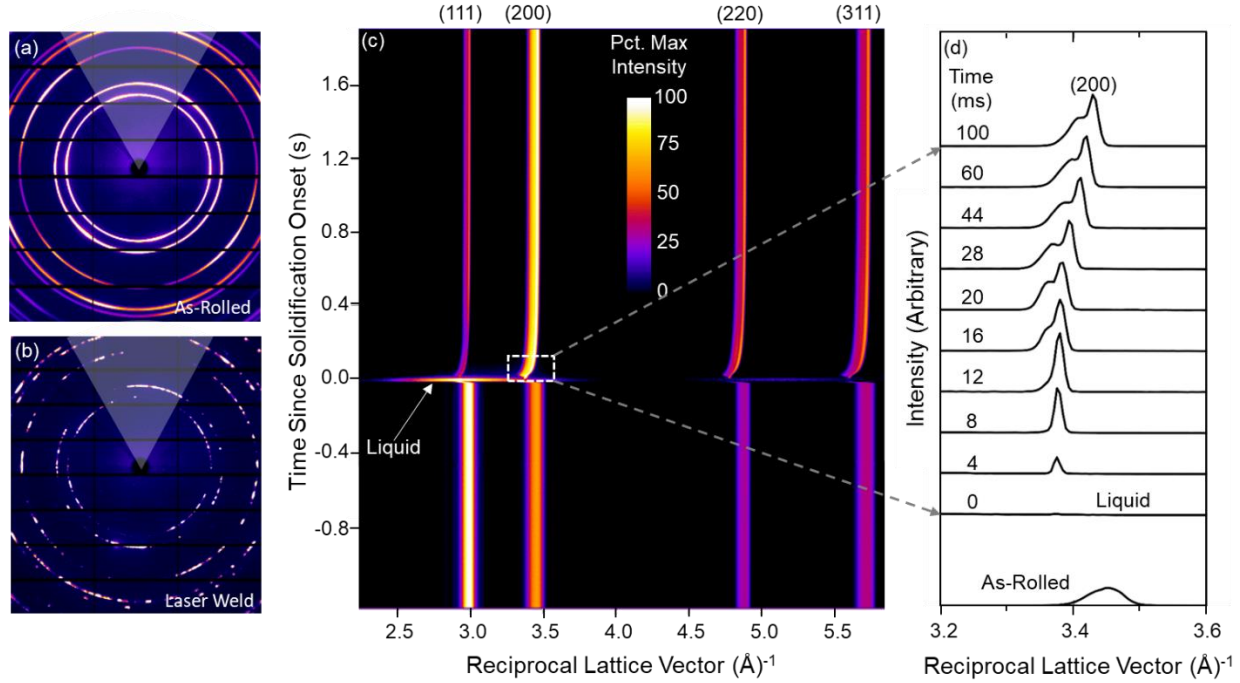 (a)
As-Rolled
(b)
Laser Weld
(111)
(200)
(220)
(311)
(c)
Pct. Max
Intensity
100
75
50
25
0
Time Since Solidification Onset (s)
1.6
1.2
0.8
0.4
0.0
-0.4
-0.8
Liquid
2.5
3.0
3.5
4.0
4.5
5.0
5.5
Reciprocal Lattice Vector (Å)-1
(d)
Time
(ms)
(200)
100
60
44
28
20
16
12
8
4
0
Liquid
As-Rolled
Intensity (Arbitrary)
3.2
3.4
3.6
Reciprocal Lattice Vector (Å)-1